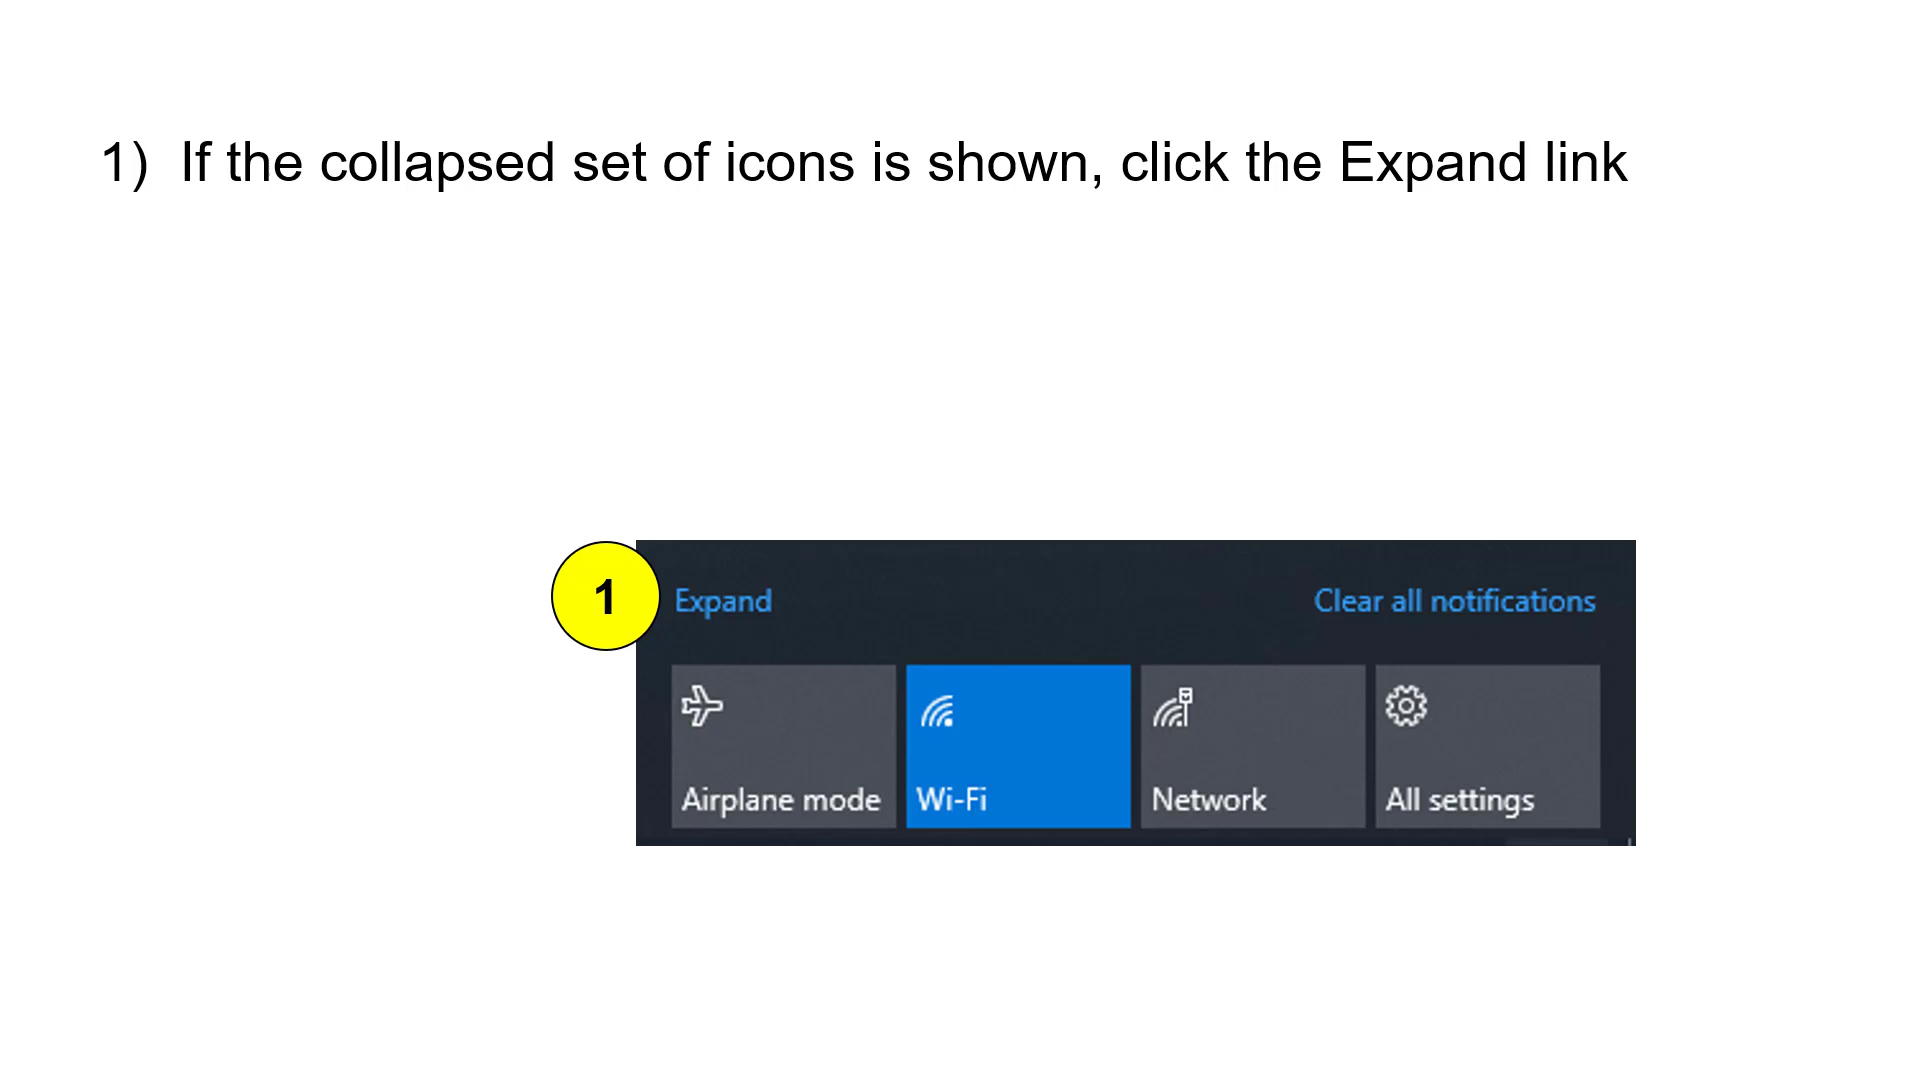 1) If the collapsed set of icons is shown, click the Expand link
1 Expand Clear all notifications
Airplane mode Wi-Fi Network All settings